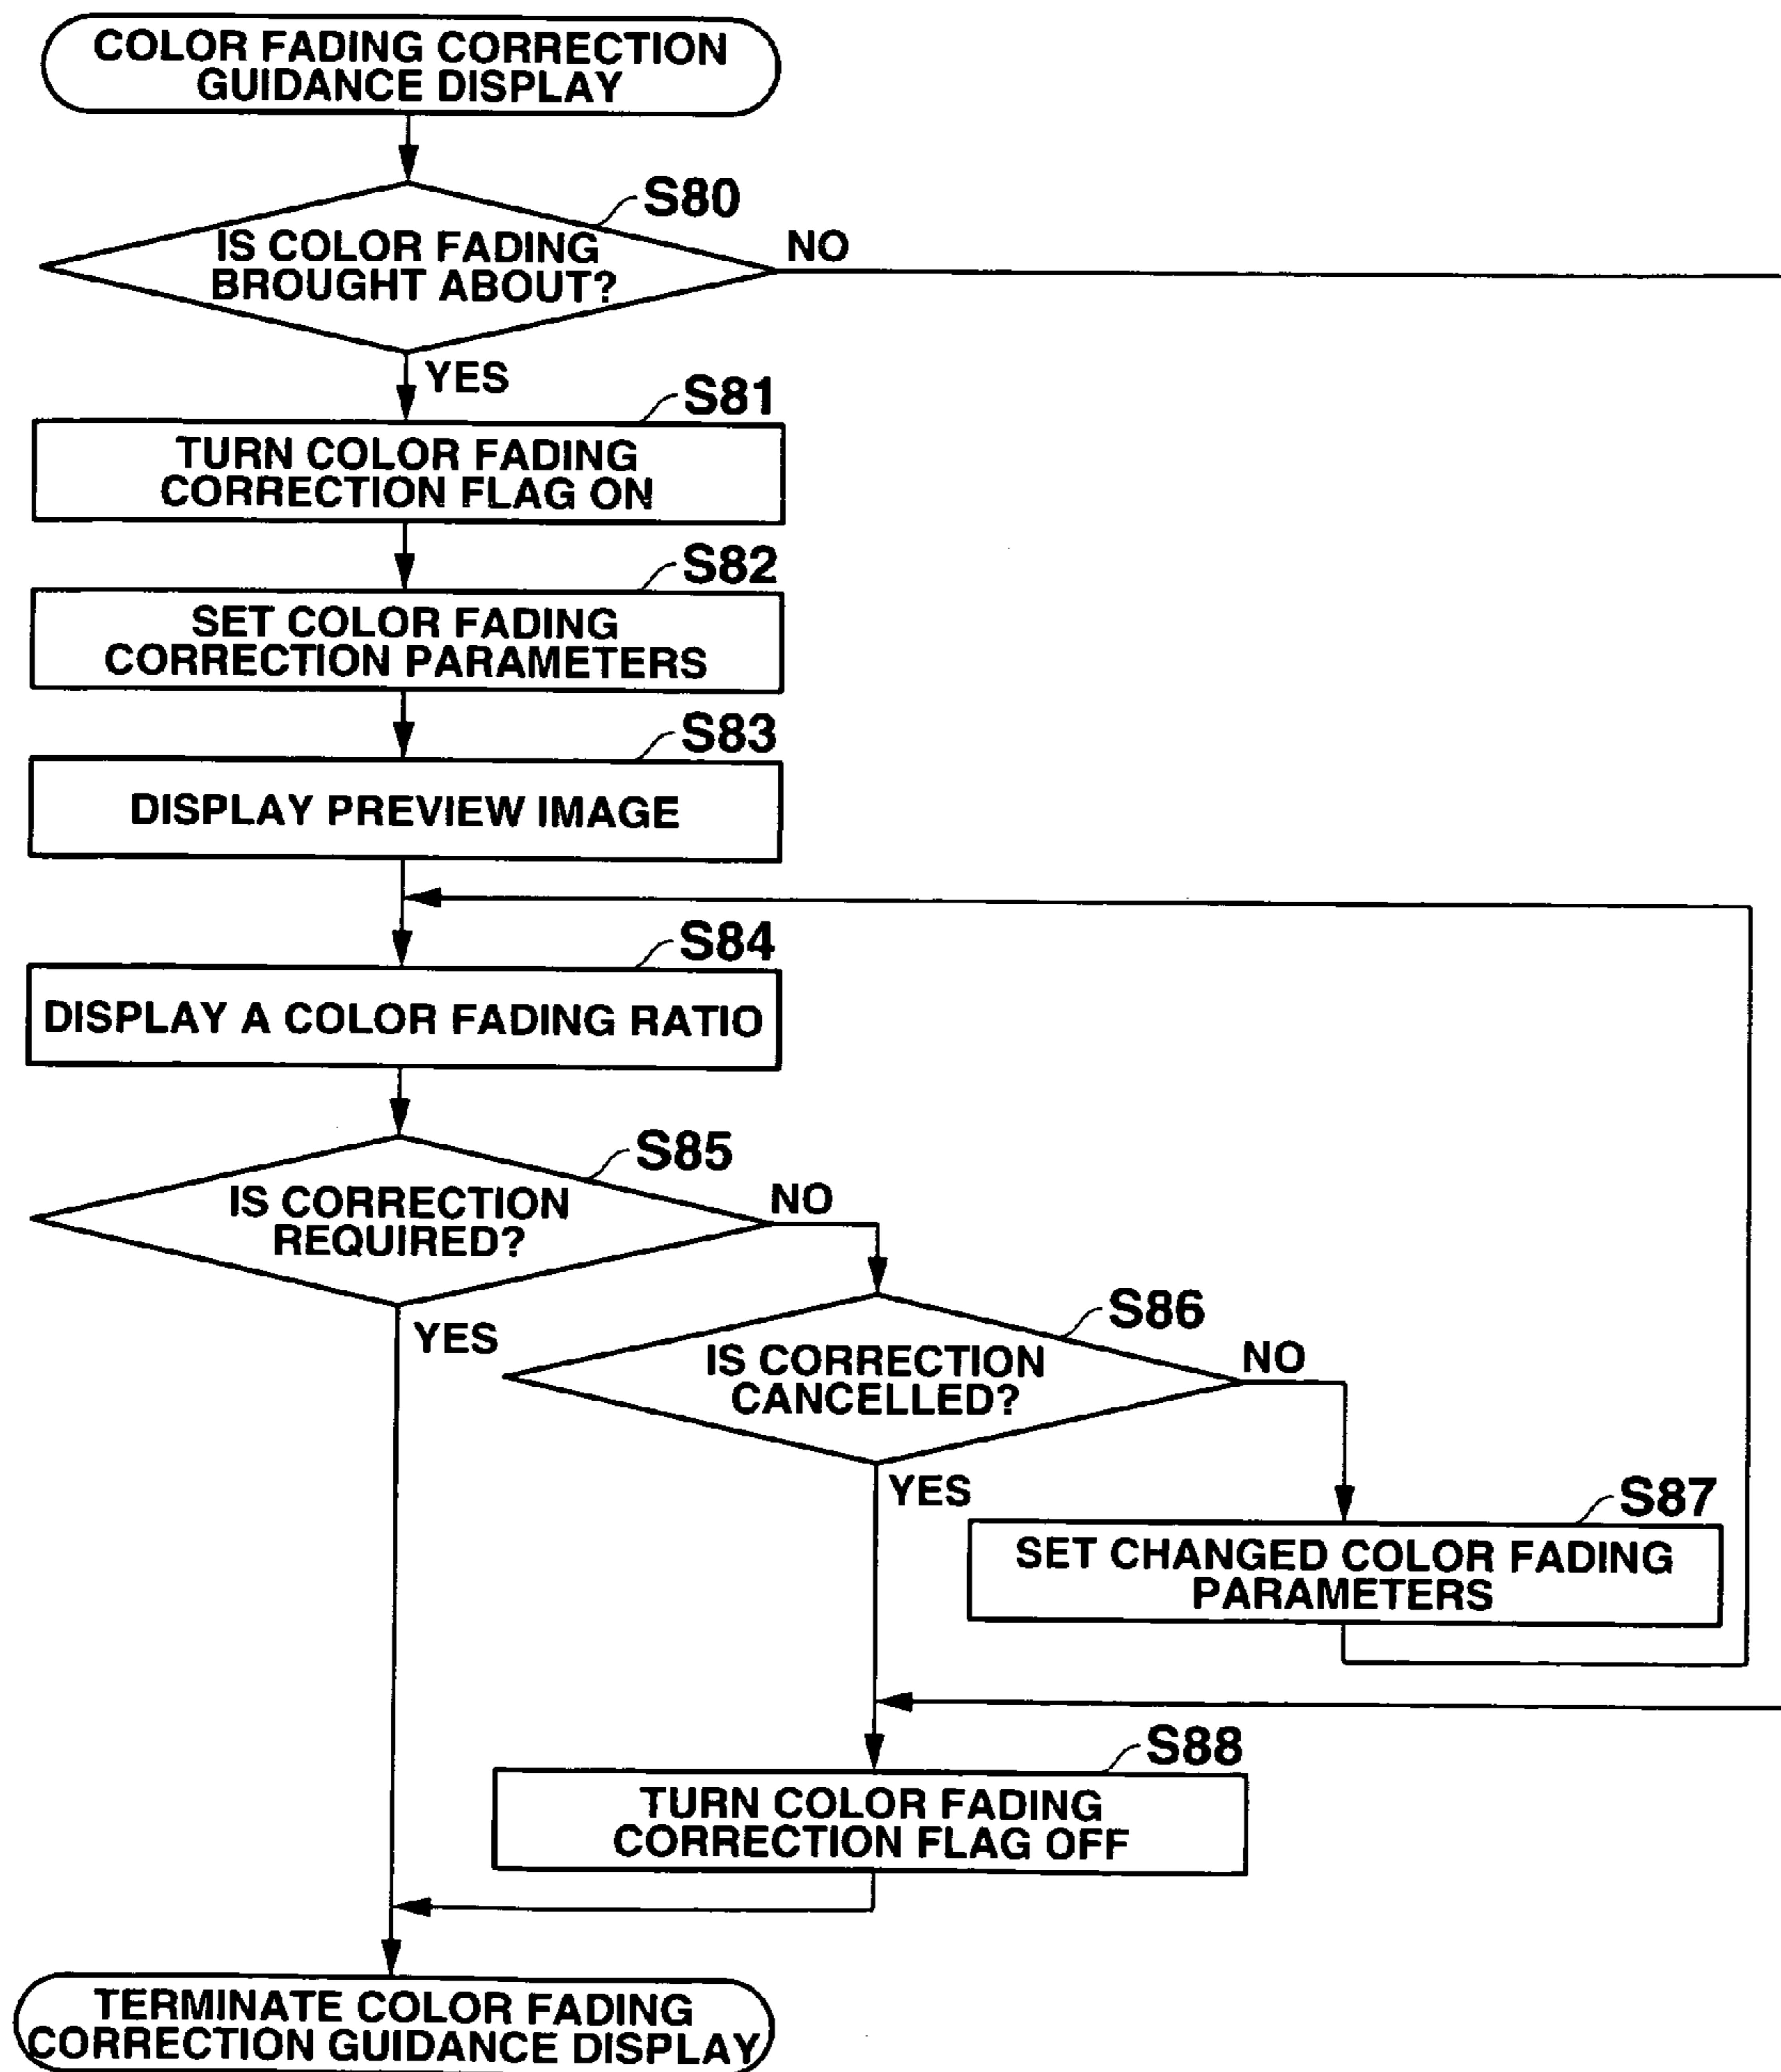 COLOR FADING CORRECTION
GUIDANCE DISPLAY
S80
IS COLOR FADING
BROUGHT ABOUT?
NO
YES
S81
TURN COLOR FADING
CORRECTION FLAG ON
S82
SET COLOR FADING
CORRECTION PARAMETERS
S83
DISPLAY PREVIEW IMAGE
S84
DISPLAY A COLOR FADING RATIO
S85
IS CORRECTION
REQUIRED?
NO
YES
S86
IS CORRECTION
CANCELLED?
NO
YES
S87
SET CHANGED COLOR FADING
PARAMETERS
S88
TURN COLOR FADING
CORRECTION FLAG OFF
TERMINATE COLOR FADING
CORRECTION GUIDANCE DISPLAY